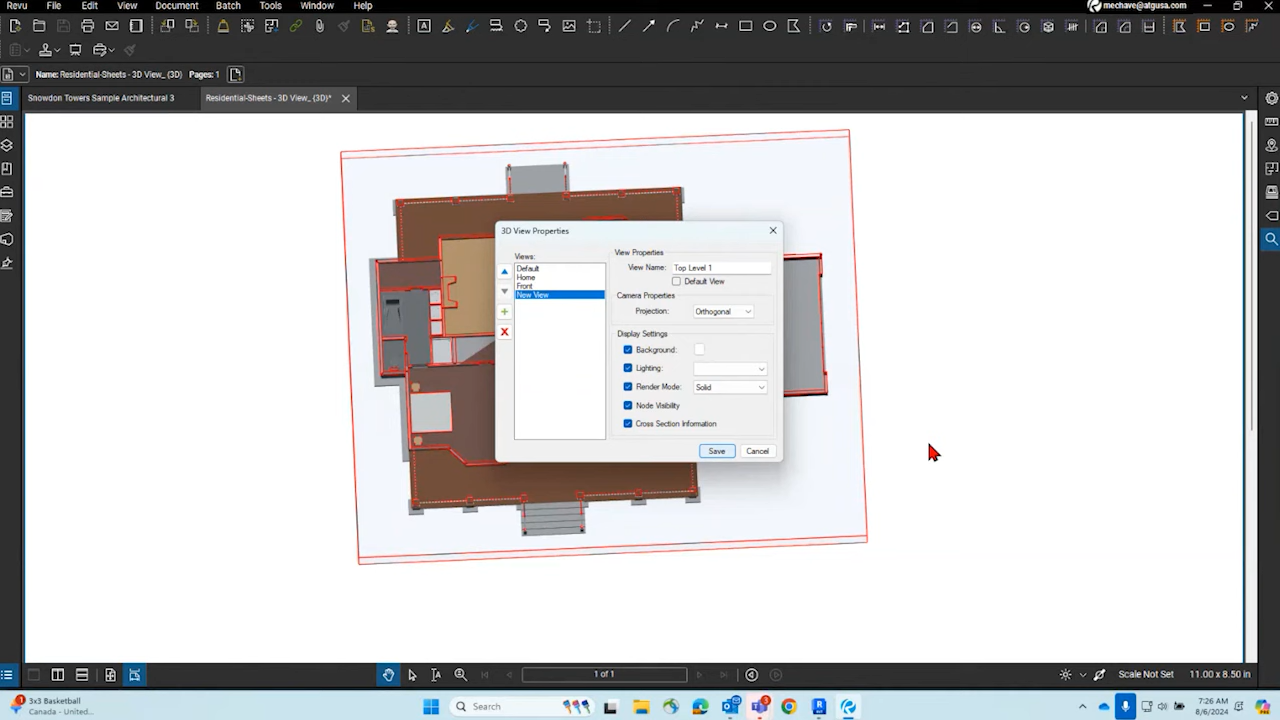 Revu File Edit View Document Batch Tools Window Help
mechave@atgusa.com
Name: Residential-Sheets - 3D View_ (3D) Pages: 1
Snowdon Towers Sample Architectural 3
Residential-Sheets - 3D View_ {3D}*
3D View Properties
Views:
Default
Home
Front
New View
View Properties
View Name: Top Level 1
Default View
Camera Properties
Projection: Orthogonal
Display Settings
Background:
Lighting:
Render Mode: Solid
Node Visibility
Cross Section Information
Save Cancel
1 of 1
Scale Not Set 11.00 x 8.50 in
3x3 Basketball
Canada - United...
Search
7:26 AM
8/6/2024